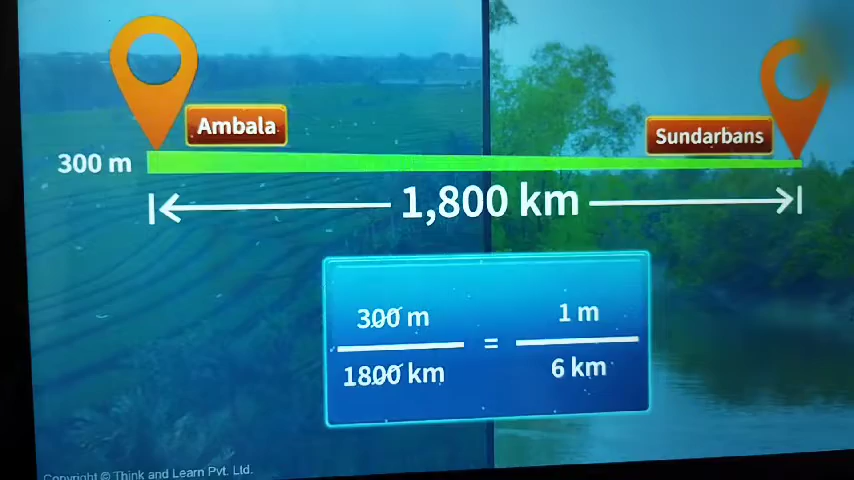 Ambala
Sundarbans
300 m
1,800 km
300 m
1800 km
=
1 m
6 km
Copyright © Think and Learn Pvt. Ltd.